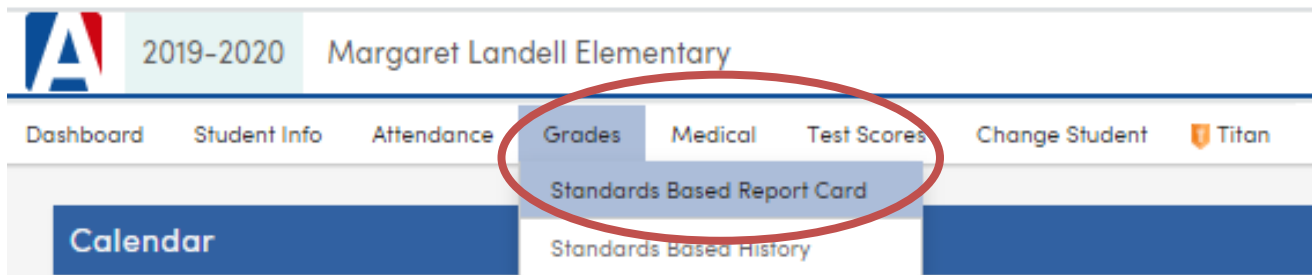 2019-2020 Margaret Landell Elementary
Dashboard Student Info Attendance Grades Medical Test Scores Change Student Titan
Standards Based Report Card
Calendar
Standards Based History